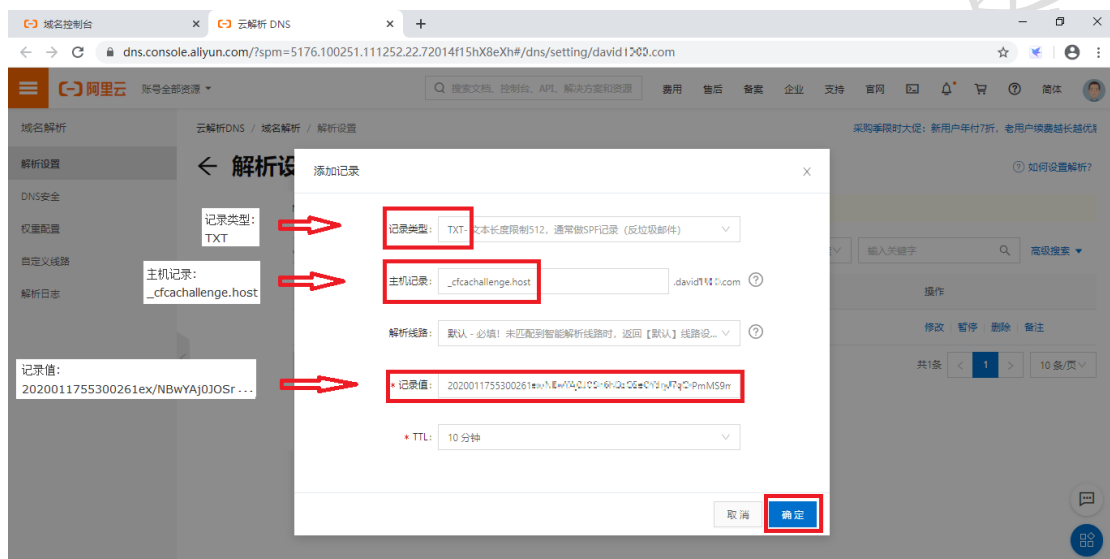 域名控制台
云解析 DNS
dns.console.aliyun.com/?spm=5176.100251.111252.22.72014f15hX8eXh#/dns/setting/david
.com
阿里云 账号全部资源
搜索文档、控制台、API、解决方案和资源
费用 售后 备案 企业 支持 官网 简体
域名解析
云解析DNS / 域名解析 / 解析设置
采购季限时大促：新用户年付7折，老用户续费越长越优
解析设置
DNS安全
权重配置
自定义线路
解析日志
← 解析设
如何设置解析?
添加记录
记录类型:
TXT
记录类型: TXT- 文本长度限制512，通常做SPF记录（反垃圾邮件）
输入关键字
高级搜索
主机记录:
_cfcachallenge.host
主机记录: _cfcachallenge.host
.com
操作
解析线路: 默认 - 必填！未匹配到智能解析线路时，返回【默认】线路设...
修改 暂停 删除 备注
共1条 < 1 > 10 条/页
记录值:
2020011755300261ex/NBwYAj0JOSr ...
* 记录值: 2020011755300261
PmMS9m
* TTL: 10 分钟
取消 确定